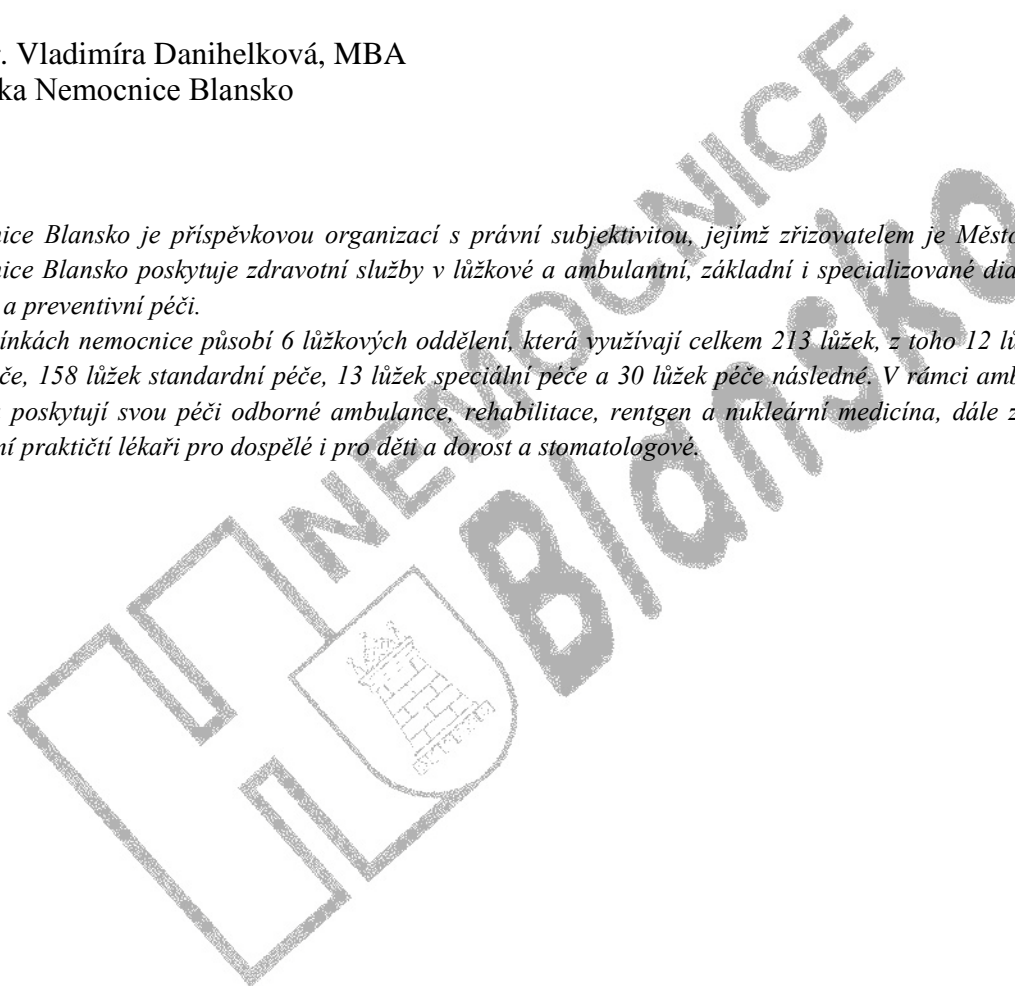 . Vladimíra Danihelková, MBA
ka Nemocnice Blansko
nice Blansko je příspěvkovou organizací s právní subjektivitou, jejímž zřizovatelem je Město
nice Blansko poskytuje zdravotní služby v lůžkové a ambulantní, základní i specializované dia
a preventivní péči.
ínkách nemocnice působí 6 lůžkových oddělení, která využívají celkem 213 lůžek, z toho 12 lů
če, 158 lůžek standardní péče, 13 lůžek speciální péče a 30 lůžek péče následné. V rámci amb
poskytují svou péči odborné ambulance, rehabilitace, rentgen a nukleární medicína, dále z
ní praktičtí lékaři pro dospělé i pro děti a dorost a stomatologové.
NEMOCNICE
Blansko